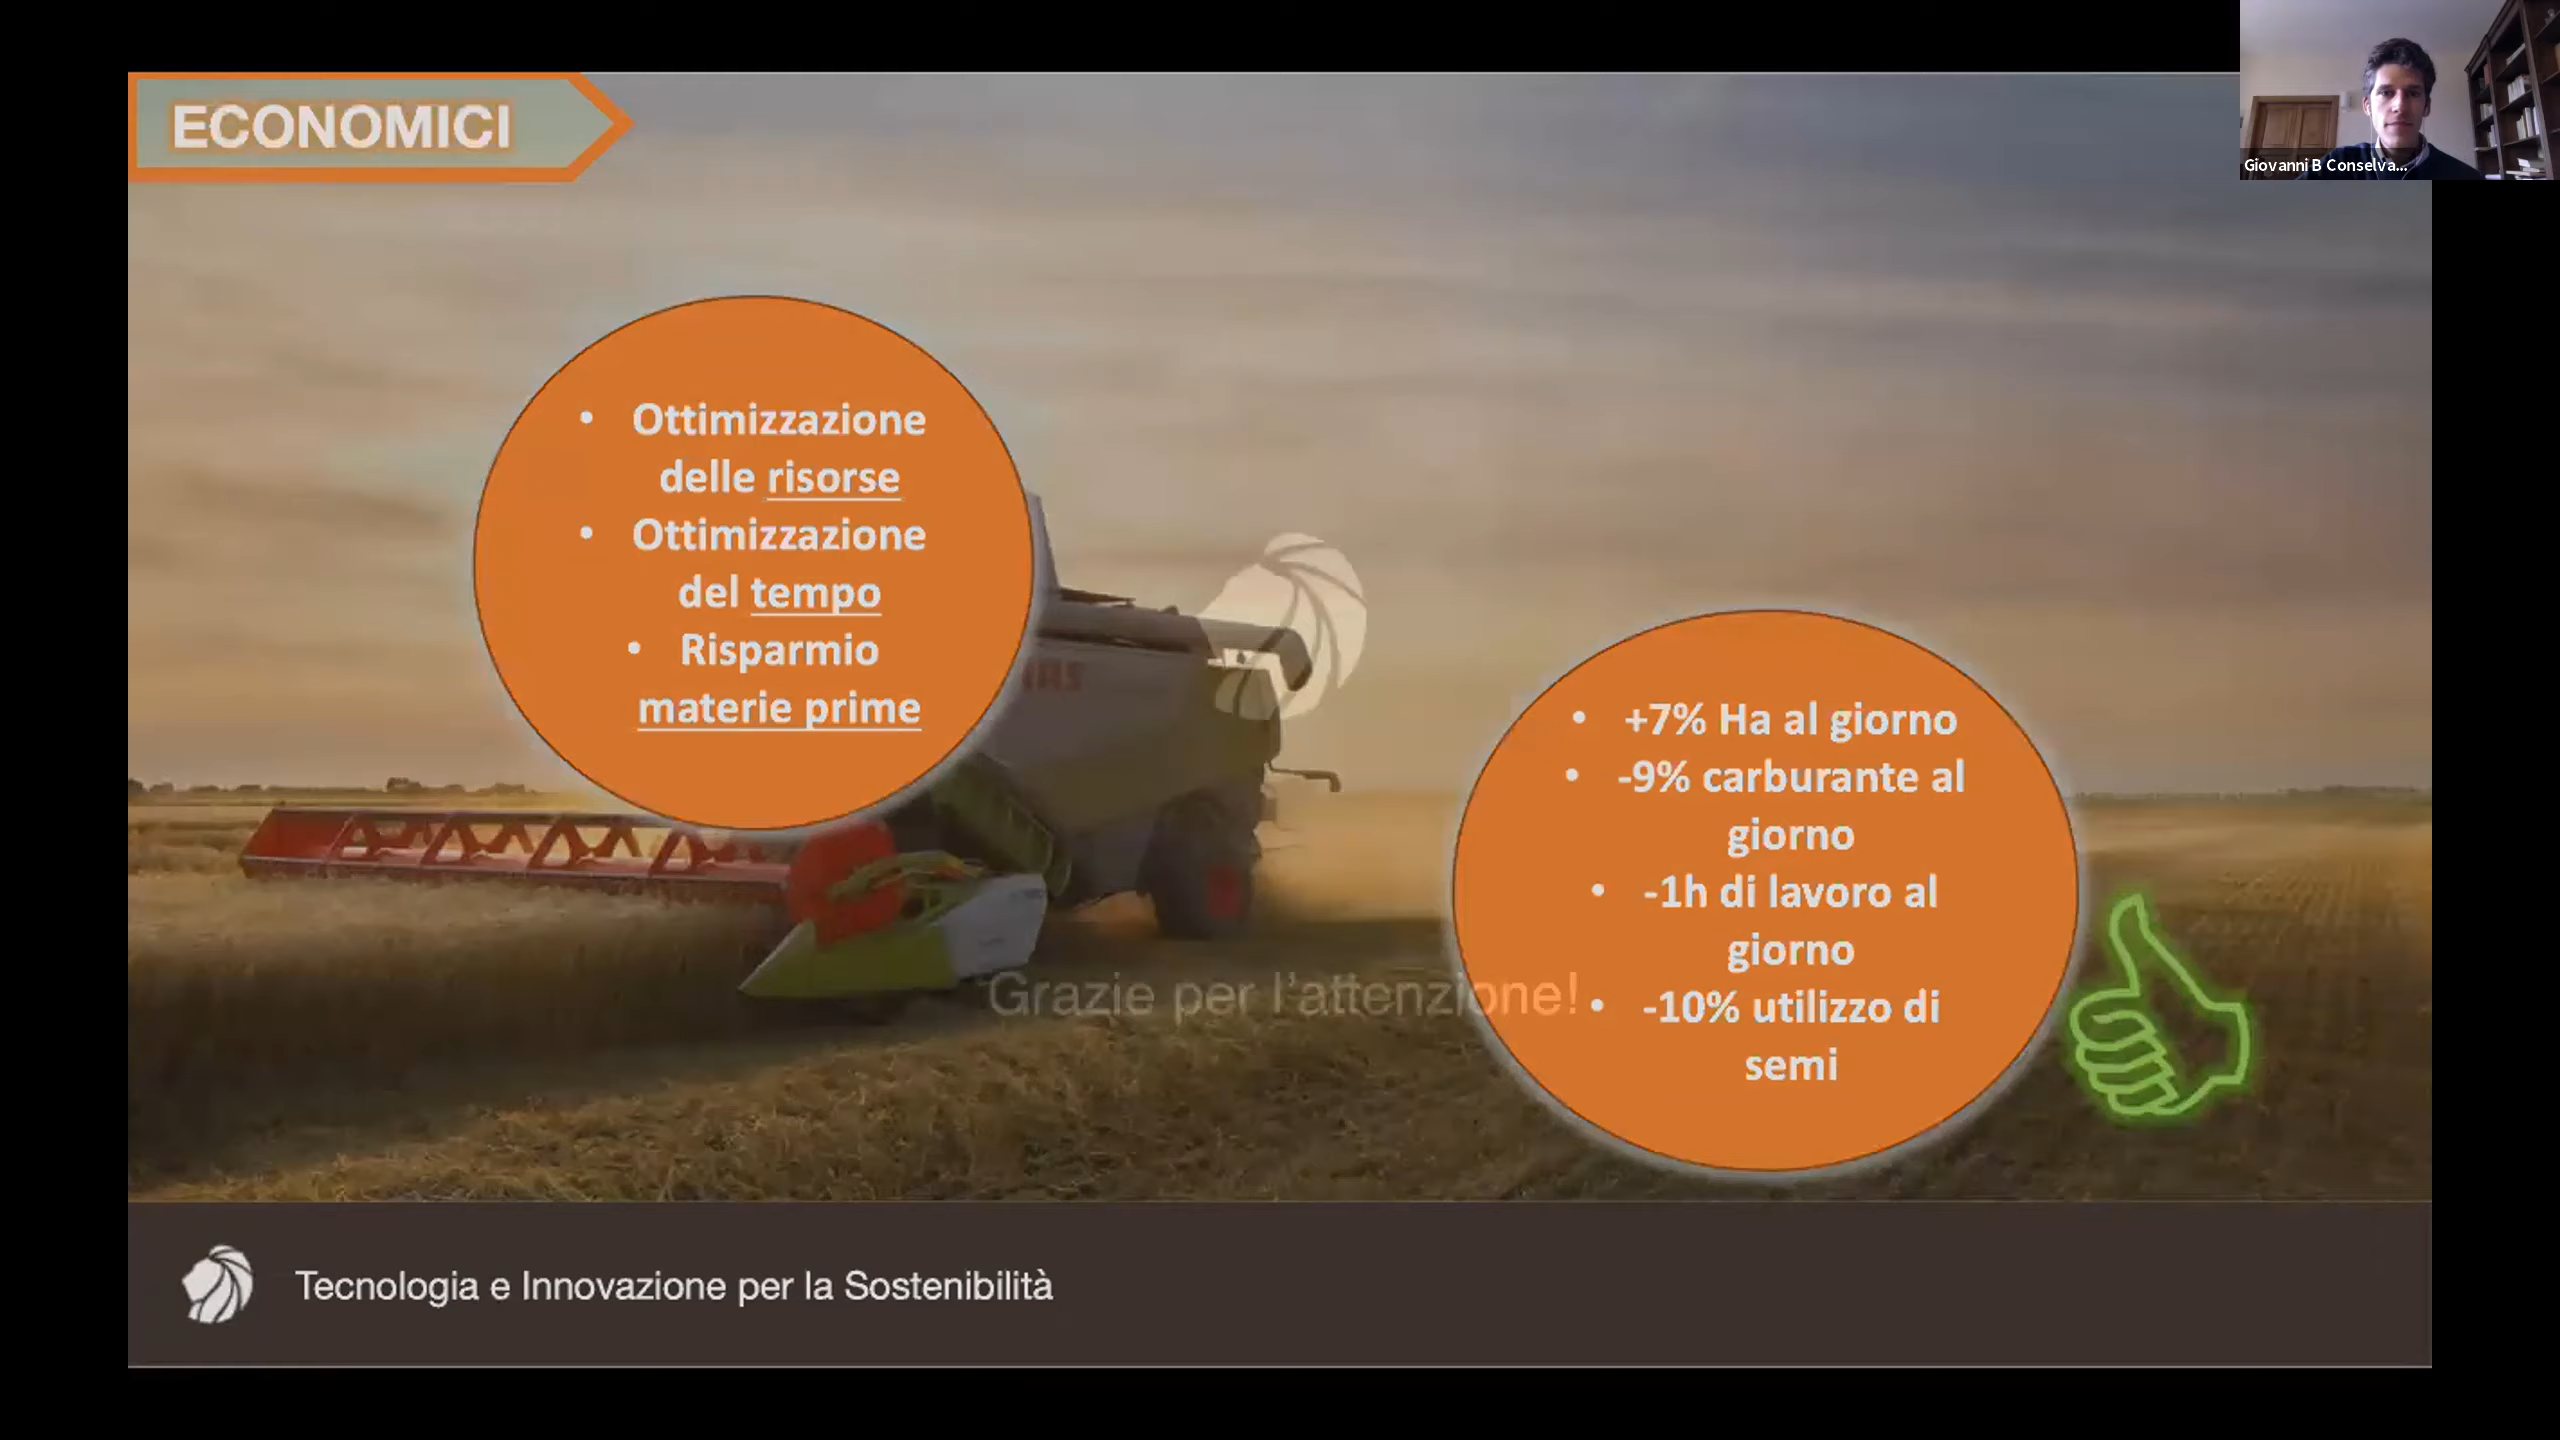 ECONOMICI
Giovanni B Conselva...
• Ottimizzazione
delle risorse
• Ottimizzazione
del tempo
• Risparmio
materie prime
• +7% Ha al giorno
• -9% carburante al
giorno
• -1h di lavoro al
giorno
• -10% utilizzo di
semi
Grazie per l'attenzione!
Tecnologia e Innovazione per la Sostenibilità